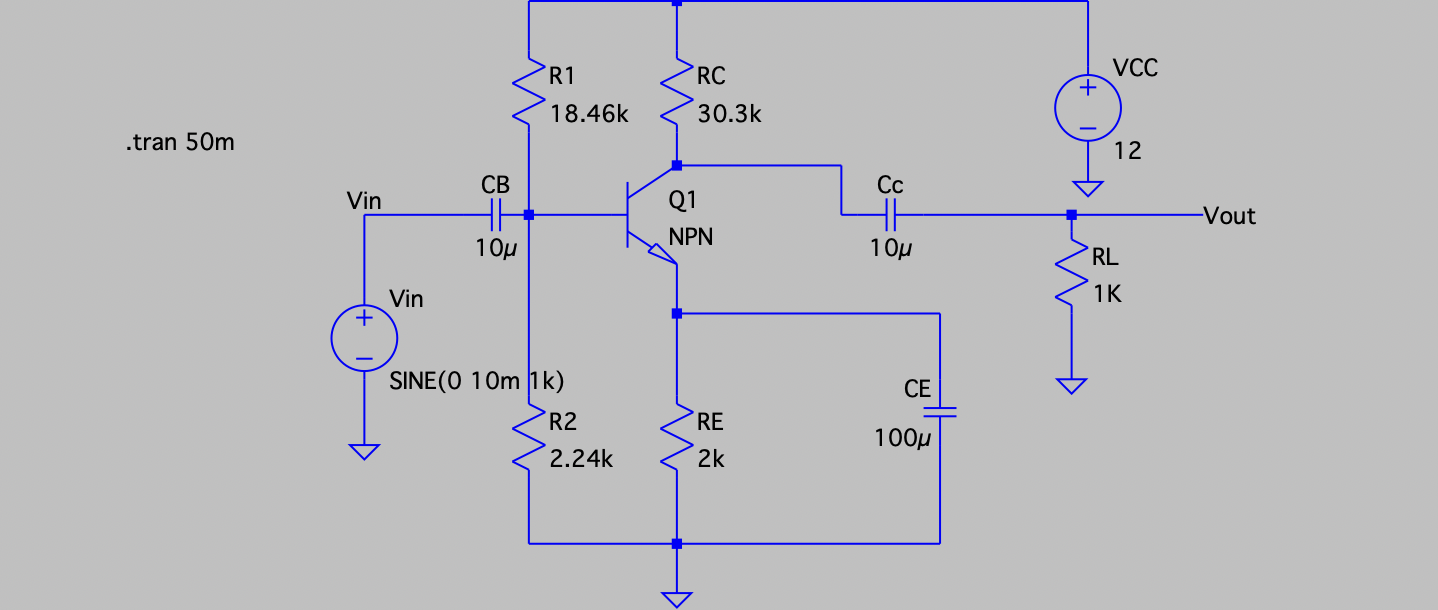 VCC
R1
RC
18.46k
30.3k
.tran 50m
12
CB
Cc
Vin
Q1
Vout
NPN
10µ
10µ
RL
1K
Vin
SINE(0 10m 1k)
CE
R2
RE
100µ
2.24k
2k